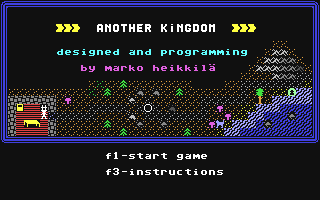 ANOTHER KiNGDOM
designed and programming
by marko heikkilä
f1-start game
f3-instructions